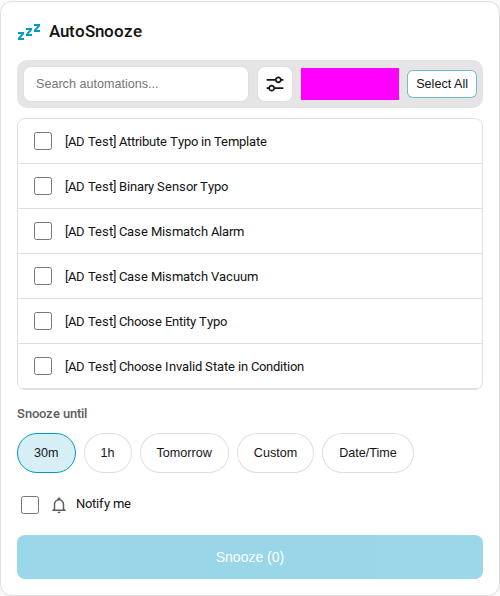 AutoSnooze
Search automations...
Select All
[AD Test] Attribute Typo in Template
[AD Test] Binary Sensor Typo
[AD Test] Case Mismatch Alarm
[AD Test] Case Mismatch Vacuum
[AD Test] Choose Entity Typo
[AD Test] Choose Invalid State in Condition
Snooze until
30m 1h Tomorrow Custom Date/Time
Notify me
Snooze (0)